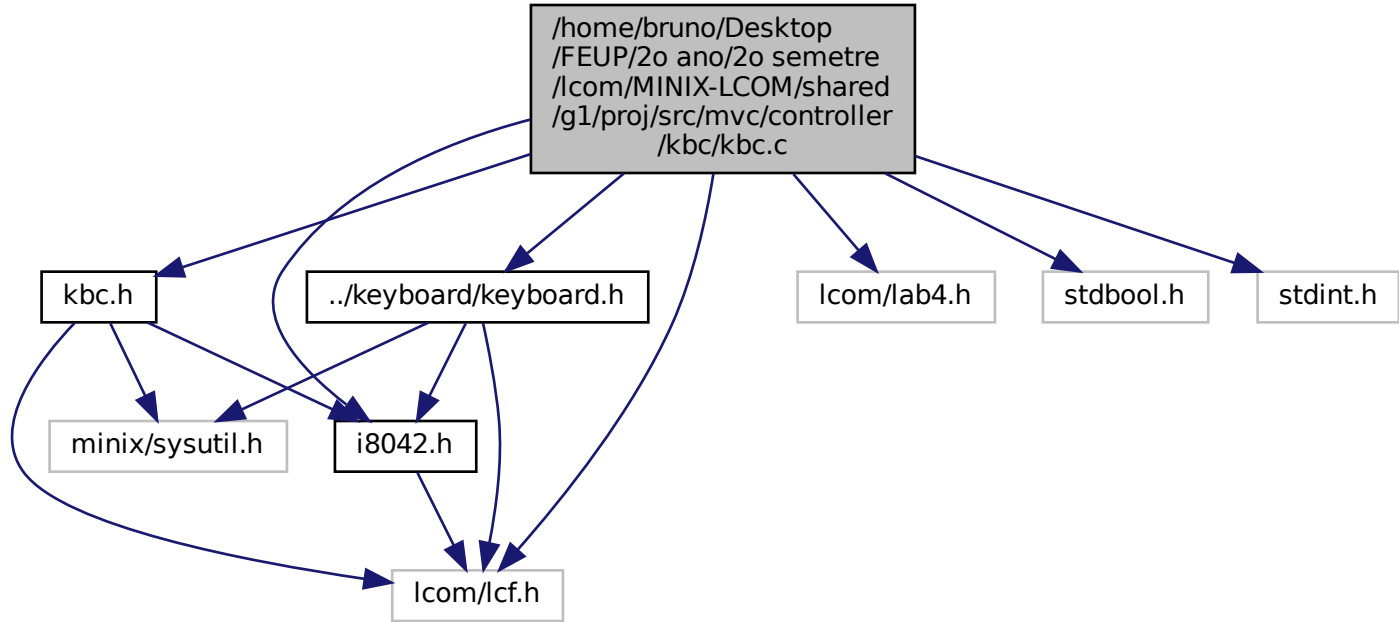 /home/bruno/Desktop
/FEUP/2o ano/2o semetre
/lcom/MINIX-LCOM/shared
/g1/proj/src/mvc/controller
/kbc/kbc.c
kbc.h
../keyboard/keyboard.h
lcom/lab4.h
stdbool.h
stdint.h
minix/sysutil.h
i8042.h
lcom/lcf.h